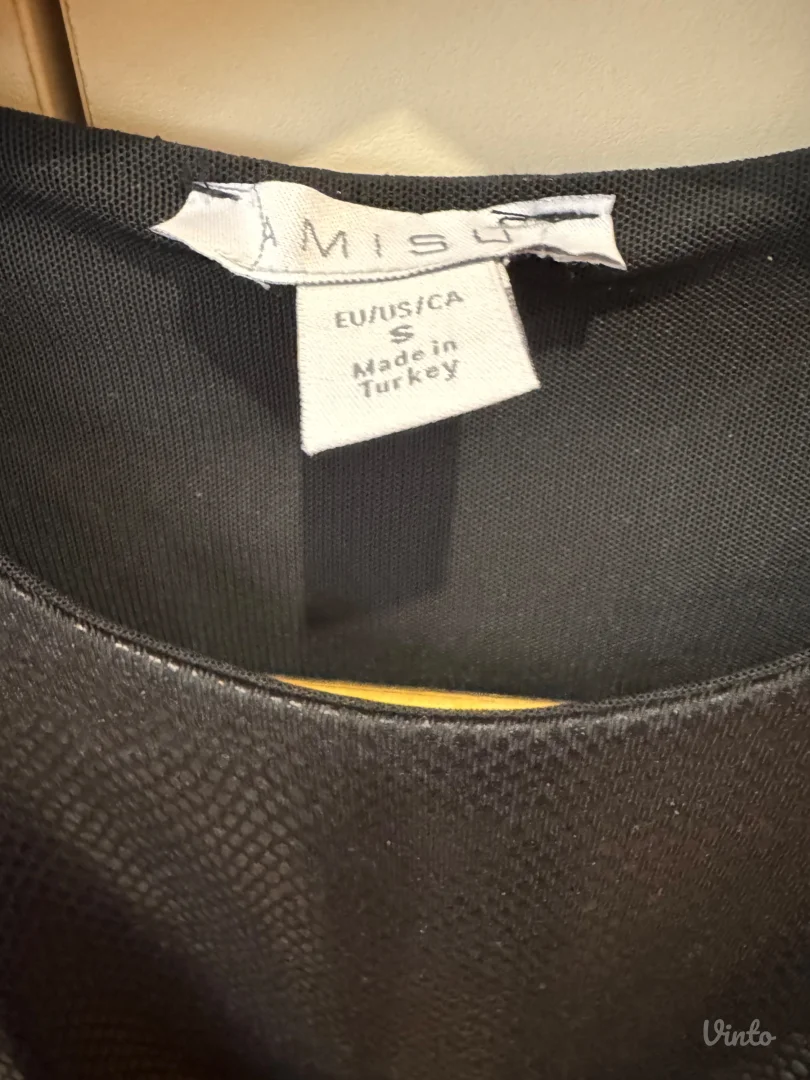 AMISU
EU/US/CA
S
Made in
Turkey
Vinto